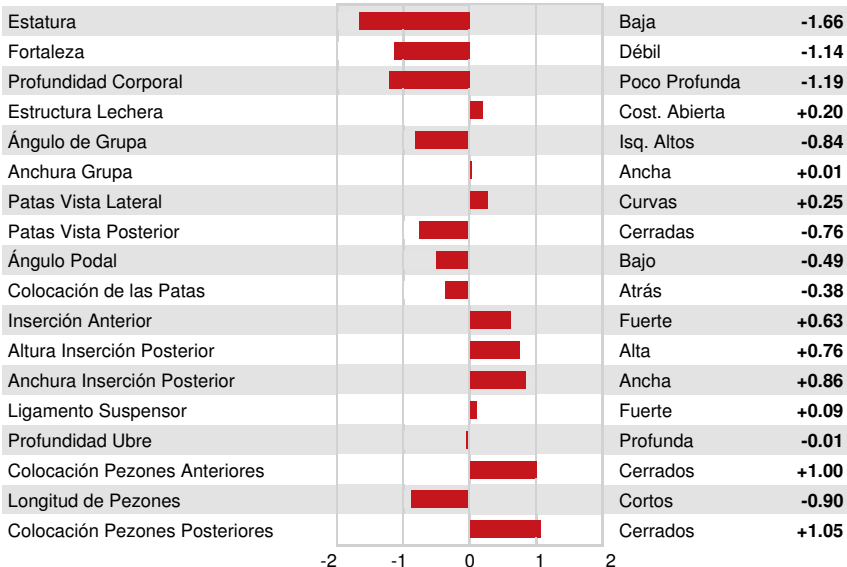 Estatura Baja -1.66
Fortaleza Débil -1.14
Profundidad Corporal Poco Profunda -1.19
Estructura Lechera Cost. Abierta +0.20
Ángulo de Grupa Isq. Altos -0.84
Anchura Grupa Ancha +0.01
Patas Vista Lateral Curvas +0.25
Patas Vista Posterior Cerradas -0.76
Ángulo Podal Bajo -0.49
Colocación de las Patas Atrás -0.38
Inserción Anterior Fuerte +0.63
Altura Inserción Posterior Alta +0.76
Anchura Inserción Posterior Ancha +0.86
Ligamento Suspensor Fuerte +0.09
Profundidad Ubre Profunda -0.01
Colocación Pezones Anteriores Cerrados +1.00
Longitud de Pezones Cortos -0.90
Colocación Pezones Posteriores Cerrados +1.05
-2 -1 0 1 2